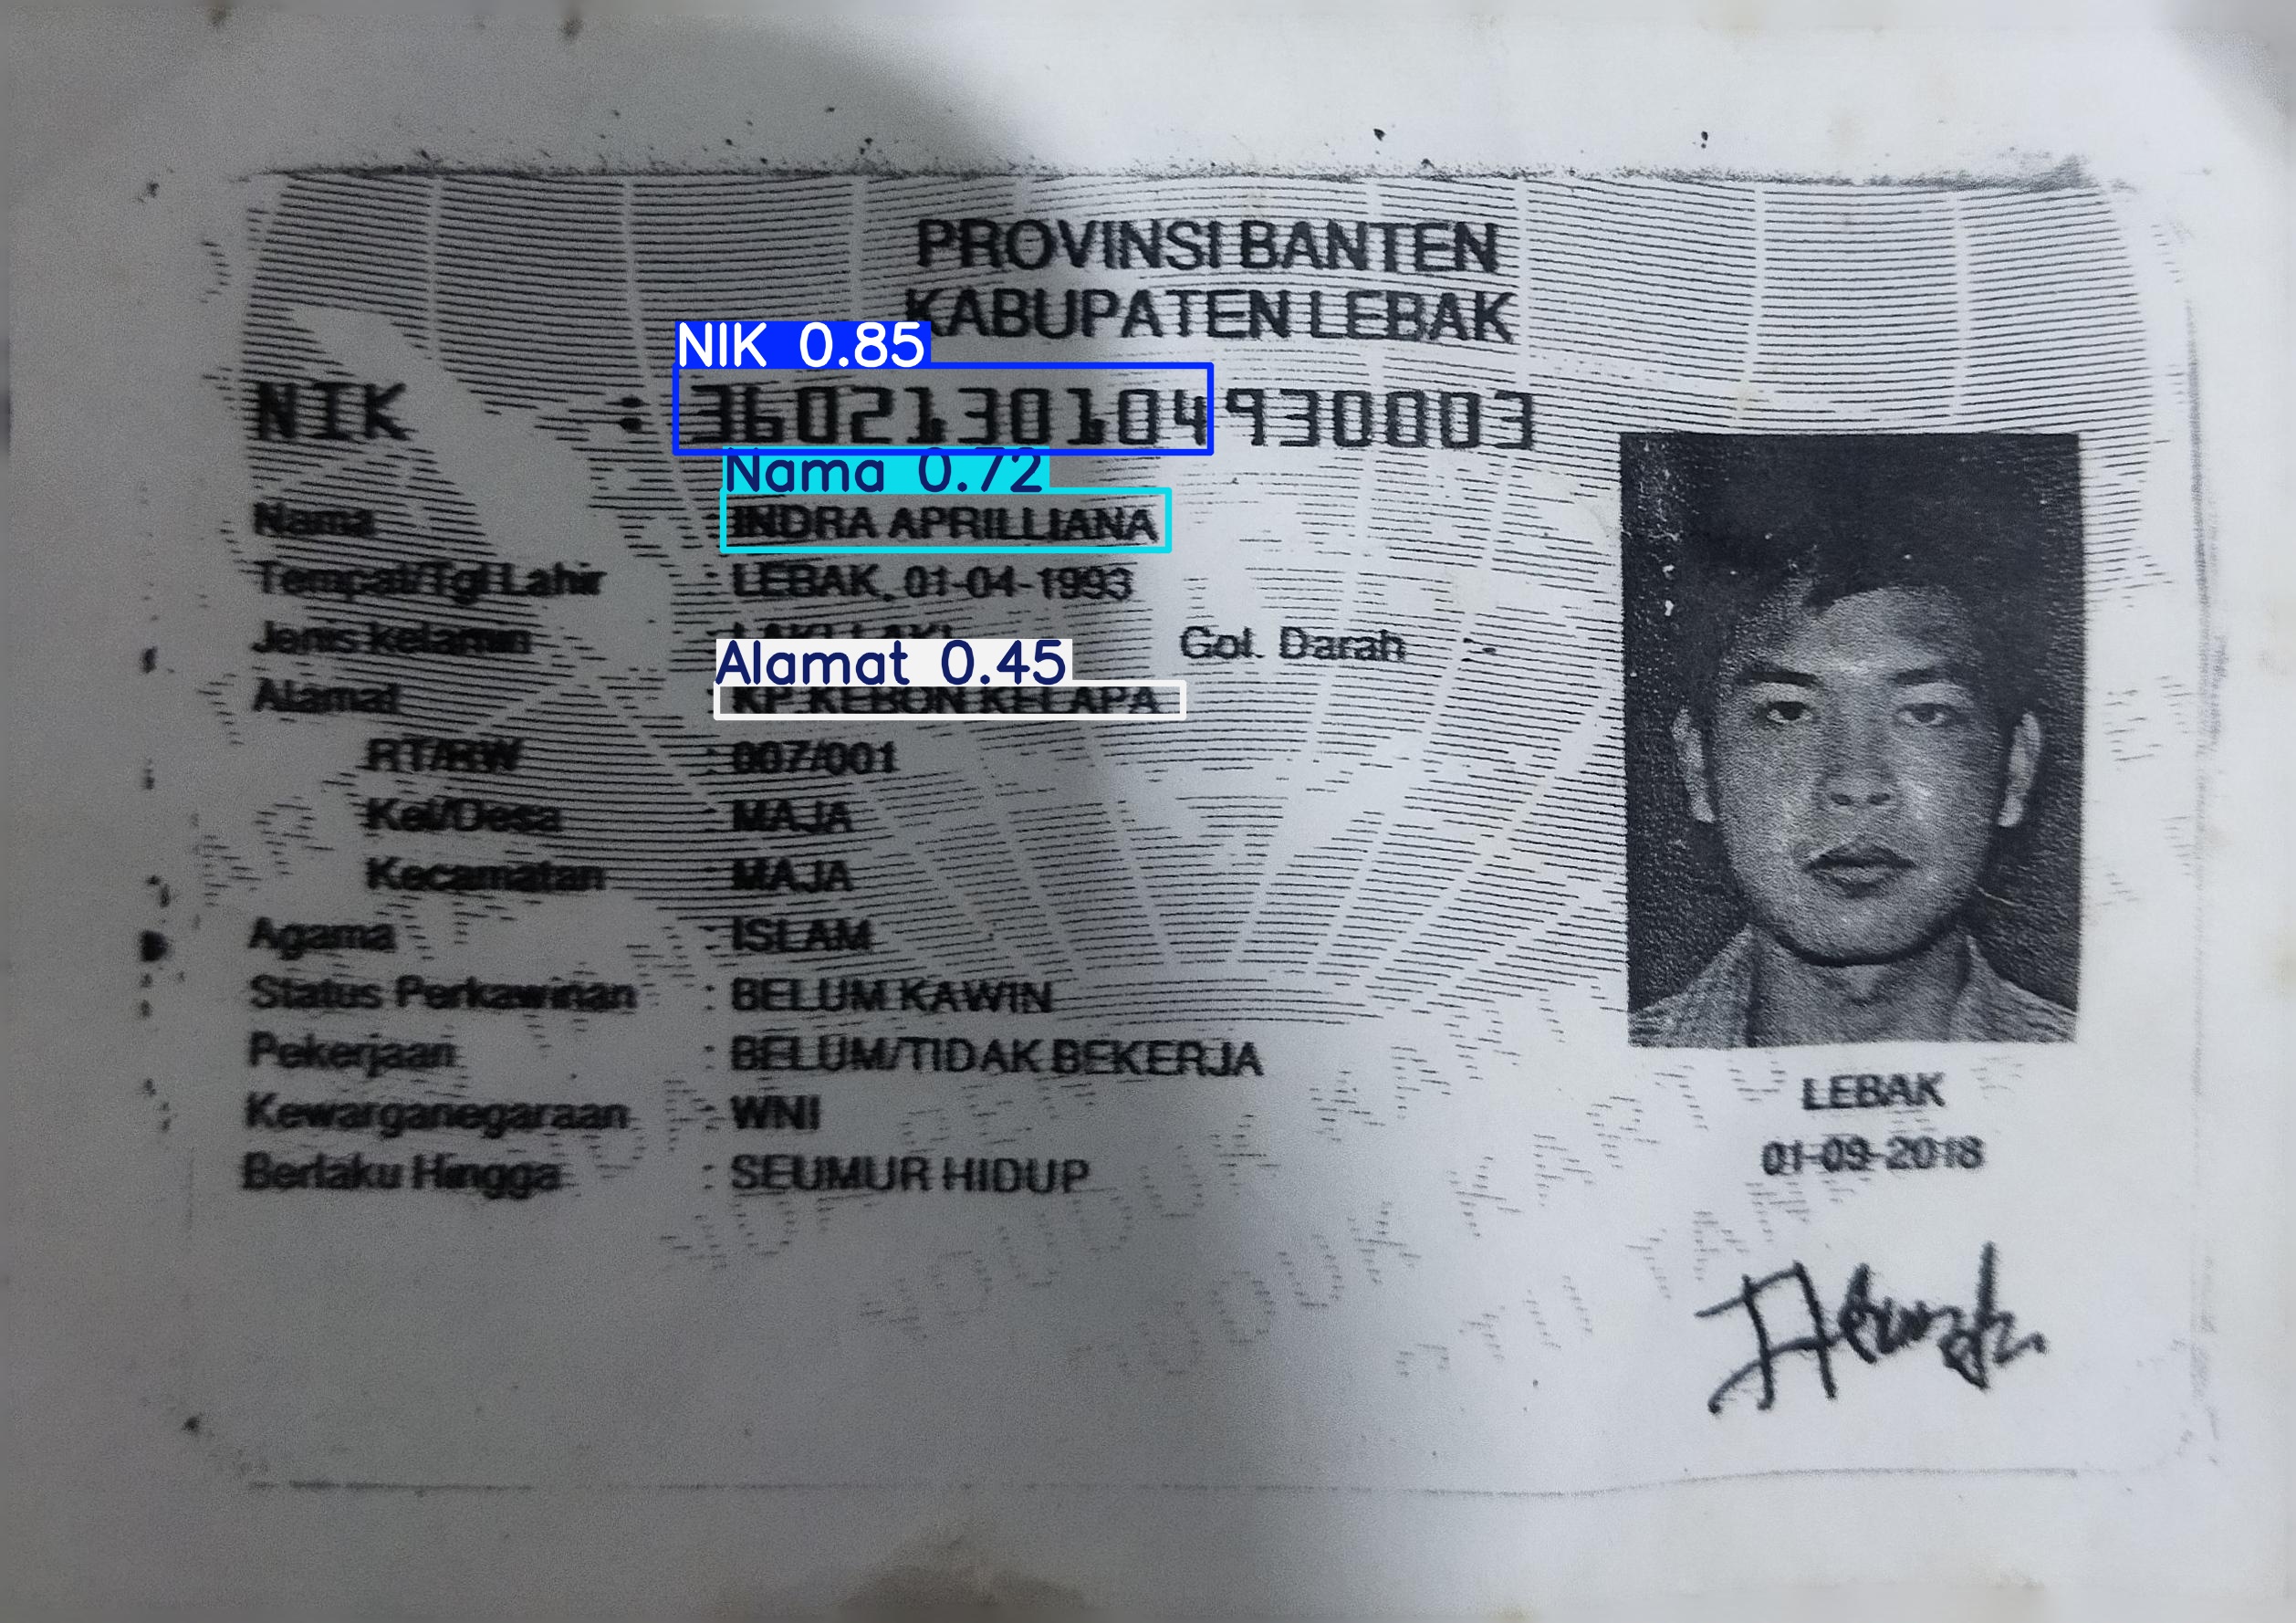 PROVINSI BANTEN
KABUPATEN LEBAK
NIK 0.85
NIK : 3602130104930003
Nama 0.72
Nama : INDRA APRILLIANA
Tempat/Tgl Lahir : LEBAK, 01-04-1993
Jenis kelamin : LAKI-LAKI Gol. Darah : -
Alamat 0.45
Alamat KP KEBON KELAPA
RT/RW : 007/001
Kel/Desa : MAJA
Kecamatan : MAJA
Agama : ISLAM
Status Perkawinan : BELUM KAWIN
Pekerjaan : BELUM/TIDAK BEKERJA
Kewarganegaraan : WNI
Berlaku Hingga : SEUMUR HIDUP
LEBAK
01-09-2018